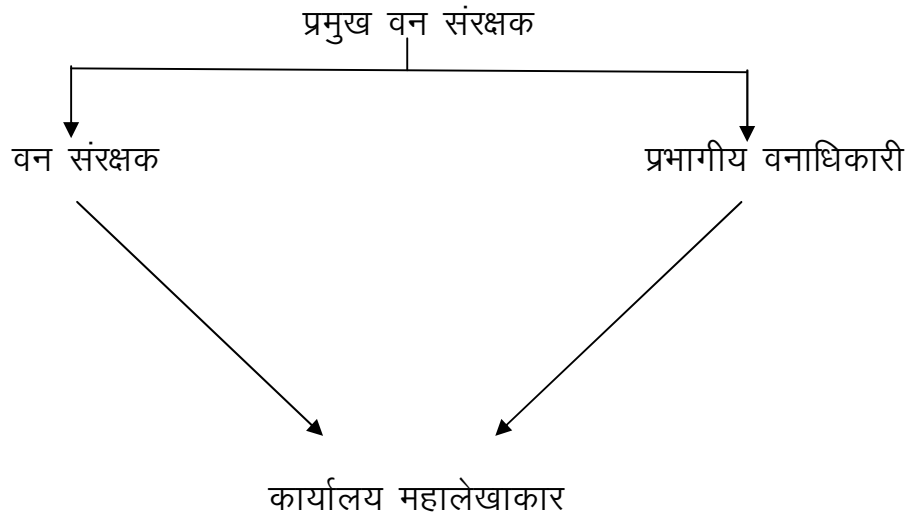 प्रमुख वन संरक्षक
वन संरक्षक
प्रभागीय वनाधिकारी
कार्यालय महालेखाकार